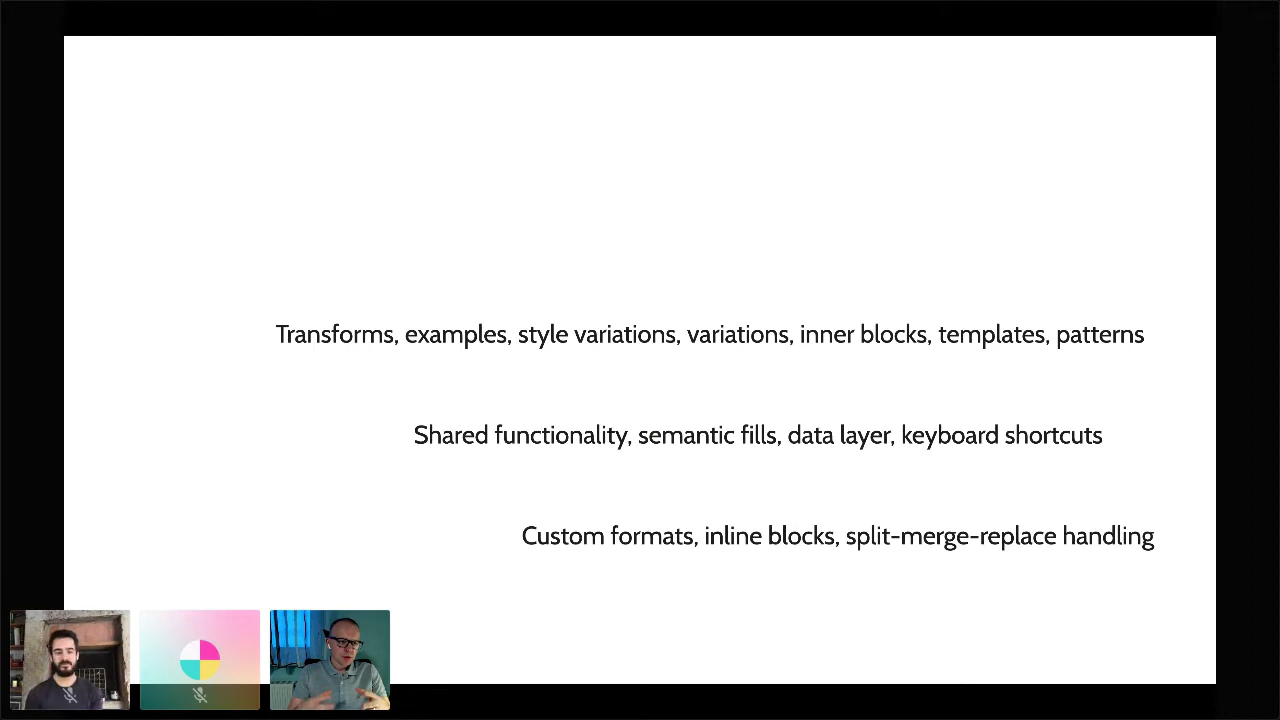 Transforms, examples, style variations, variations, inner blocks, templates, patterns
Shared functionality, semantic fills, data layer, keyboard shortcuts
Custom formats, inline blocks, split-merge-replace handling